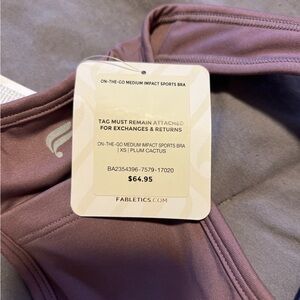 ON-THE-GO MEDIUM IMPACT SPORTS BRA
TAG MUST REMAIN ATTACHED
FOR EXCHANGES & RETURNS
ON-THE-GO MEDIUM IMPACT SPORTS BRA
| XS | PLUM CACTUS
BA2354396-7579-17020
$64.95
FABLETICS.COM